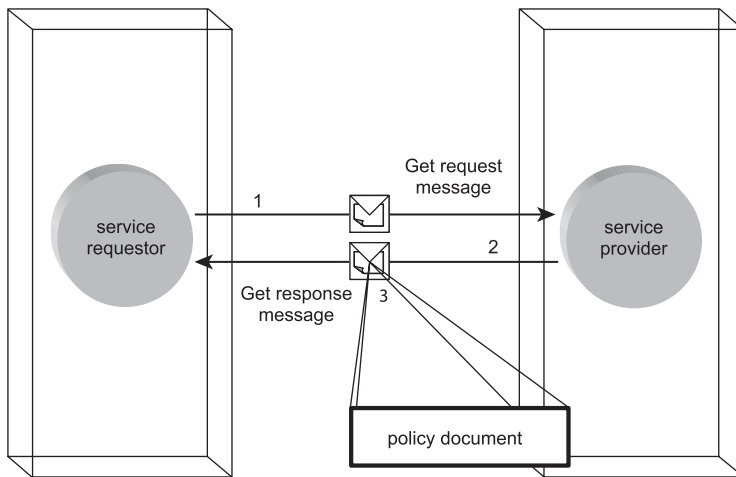 Get request
message
1
service
requestor
service
provider
2
Get response
message
3
policy document